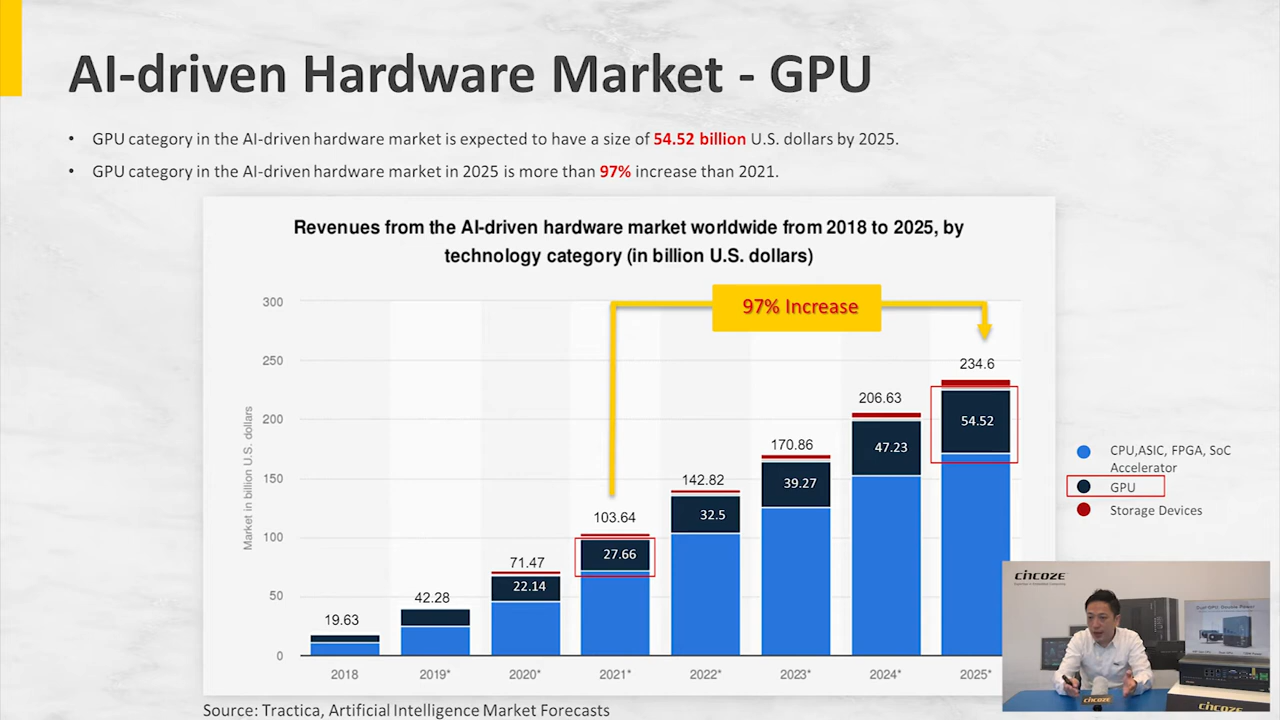 AI-driven Hardware Market - GPU
• GPU category in the AI-driven hardware market is expected to have a size of 54.52 billion U.S. dollars by 2025.
• GPU category in the AI-driven hardware market in 2025 is more than 97% increase than 2021.
Revenues from the AI-driven hardware market worldwide from 2018 to 2025, by
technology category (in billion U.S. dollars)
Market in billion U.S. dollars
300
250
200
150
100
50
0
97% Increase
19.63
42.28
71.47
22.14
103.64
27.66
142.82
32.5
170.86
39.27
206.63
47.23
234.6
54.52
2018
2019*
2020*
2021*
2022*
2023*
2024*
2025*
CPU,ASIC, FPGA, SoC
Accelerator
GPU
Storage Devices
Source: Tractica, Artificial Intelligence Market Forecasts
cincoze
Dual GPU, Double Power
cincoze
cincoze